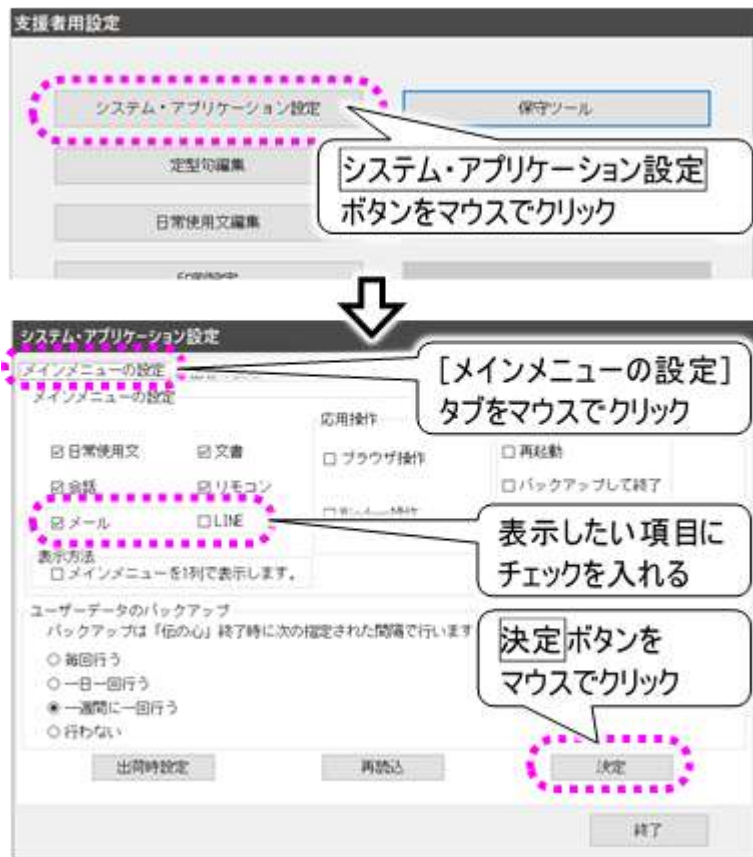 支援者用設定
システム・アプリケーション設定
保守ツール
定型句編集
システム・アプリケーション設定
ボタンをマウスでクリック
日常使用文編集
システム・アプリケーション設定
メインメニューの設定
[メインメニューの設定]
タブをマウスでクリック
メインメニューの設定
応用操作
日常使用文
文書
ブラウザ操作
再起動
会話
リモコン
バックアップして終了
メール
LINE
表示したい項目に
チェックを入れる
表示方法
メインメニューを1列で表示します。
ユーザーデータのバックアップ
バックアップは「伝の心」終了時に次の指定された間隔で行います
決定ボタンを
マウスでクリック
毎回行う
一日一回行う
一週間に一回行う
行わない
出荷時設定
再読込
決定
終了